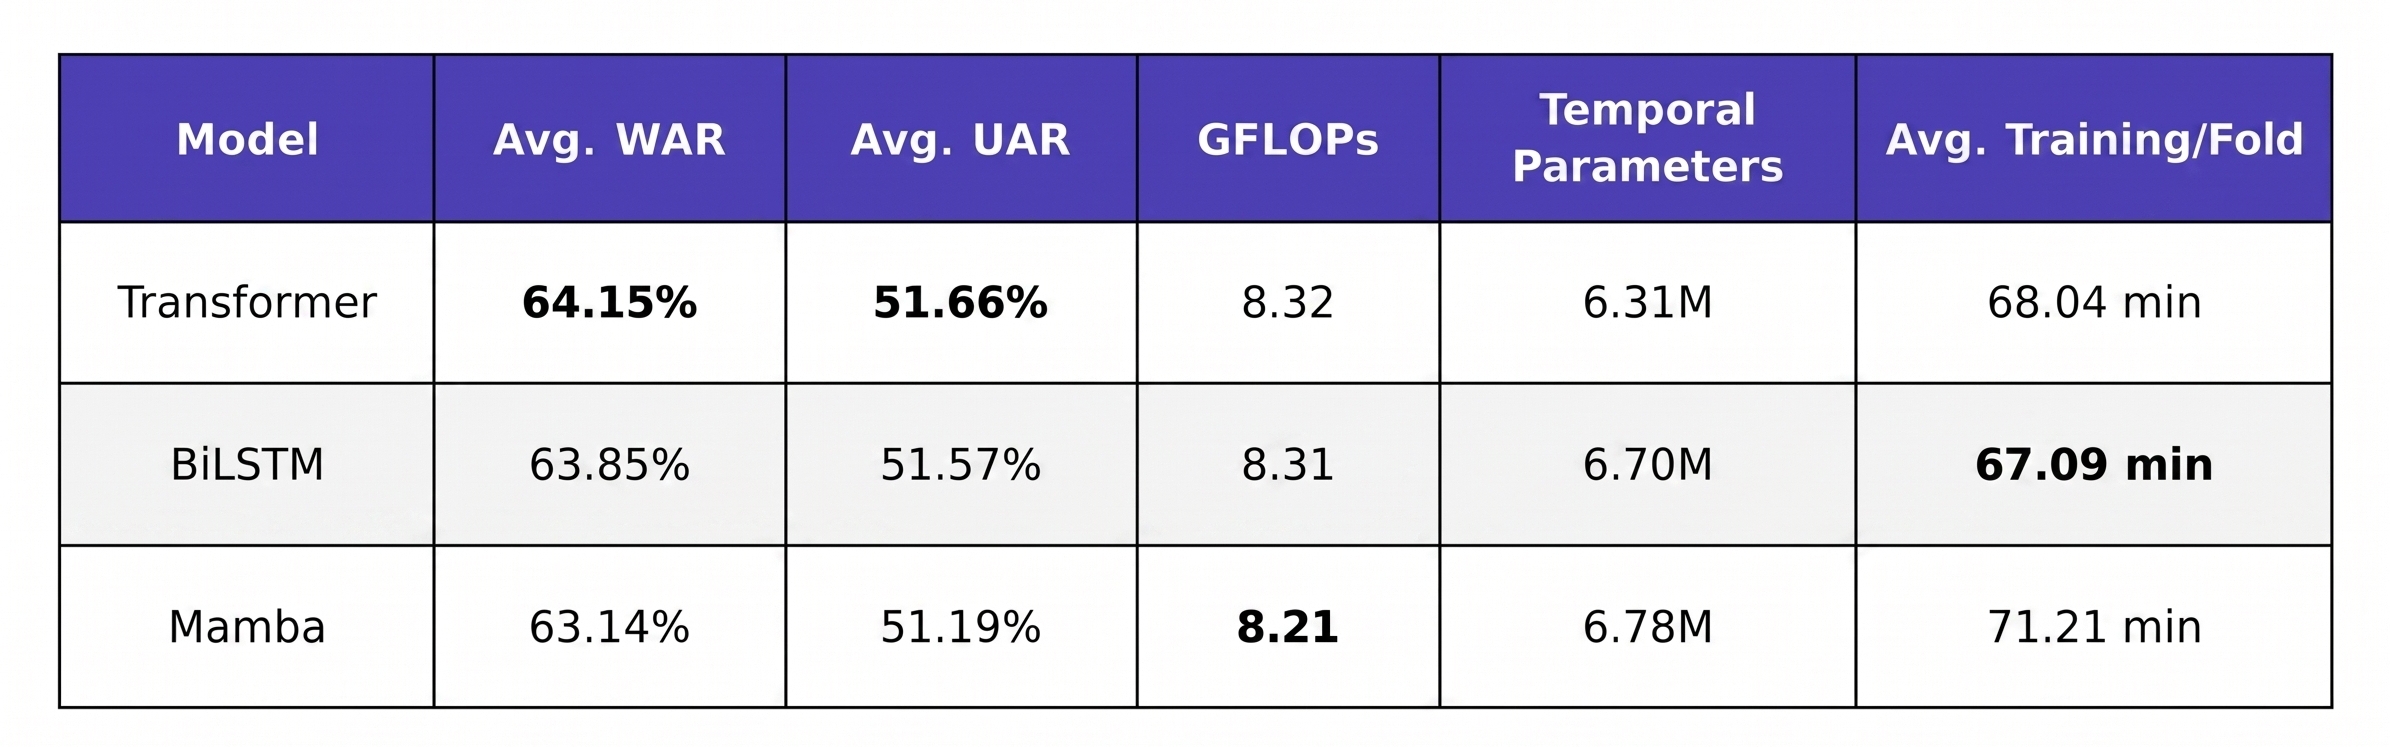 Model Avg. WAR Avg. UAR GFLOPs Temporal Parameters Avg. Training/Fold
Transformer 64.15% 51.66% 8.32 6.31M 68.04 min
BiLSTM 63.85% 51.57% 8.31 6.70M 67.09 min
Mamba 63.14% 51.19% 8.21 6.78M 71.21 min